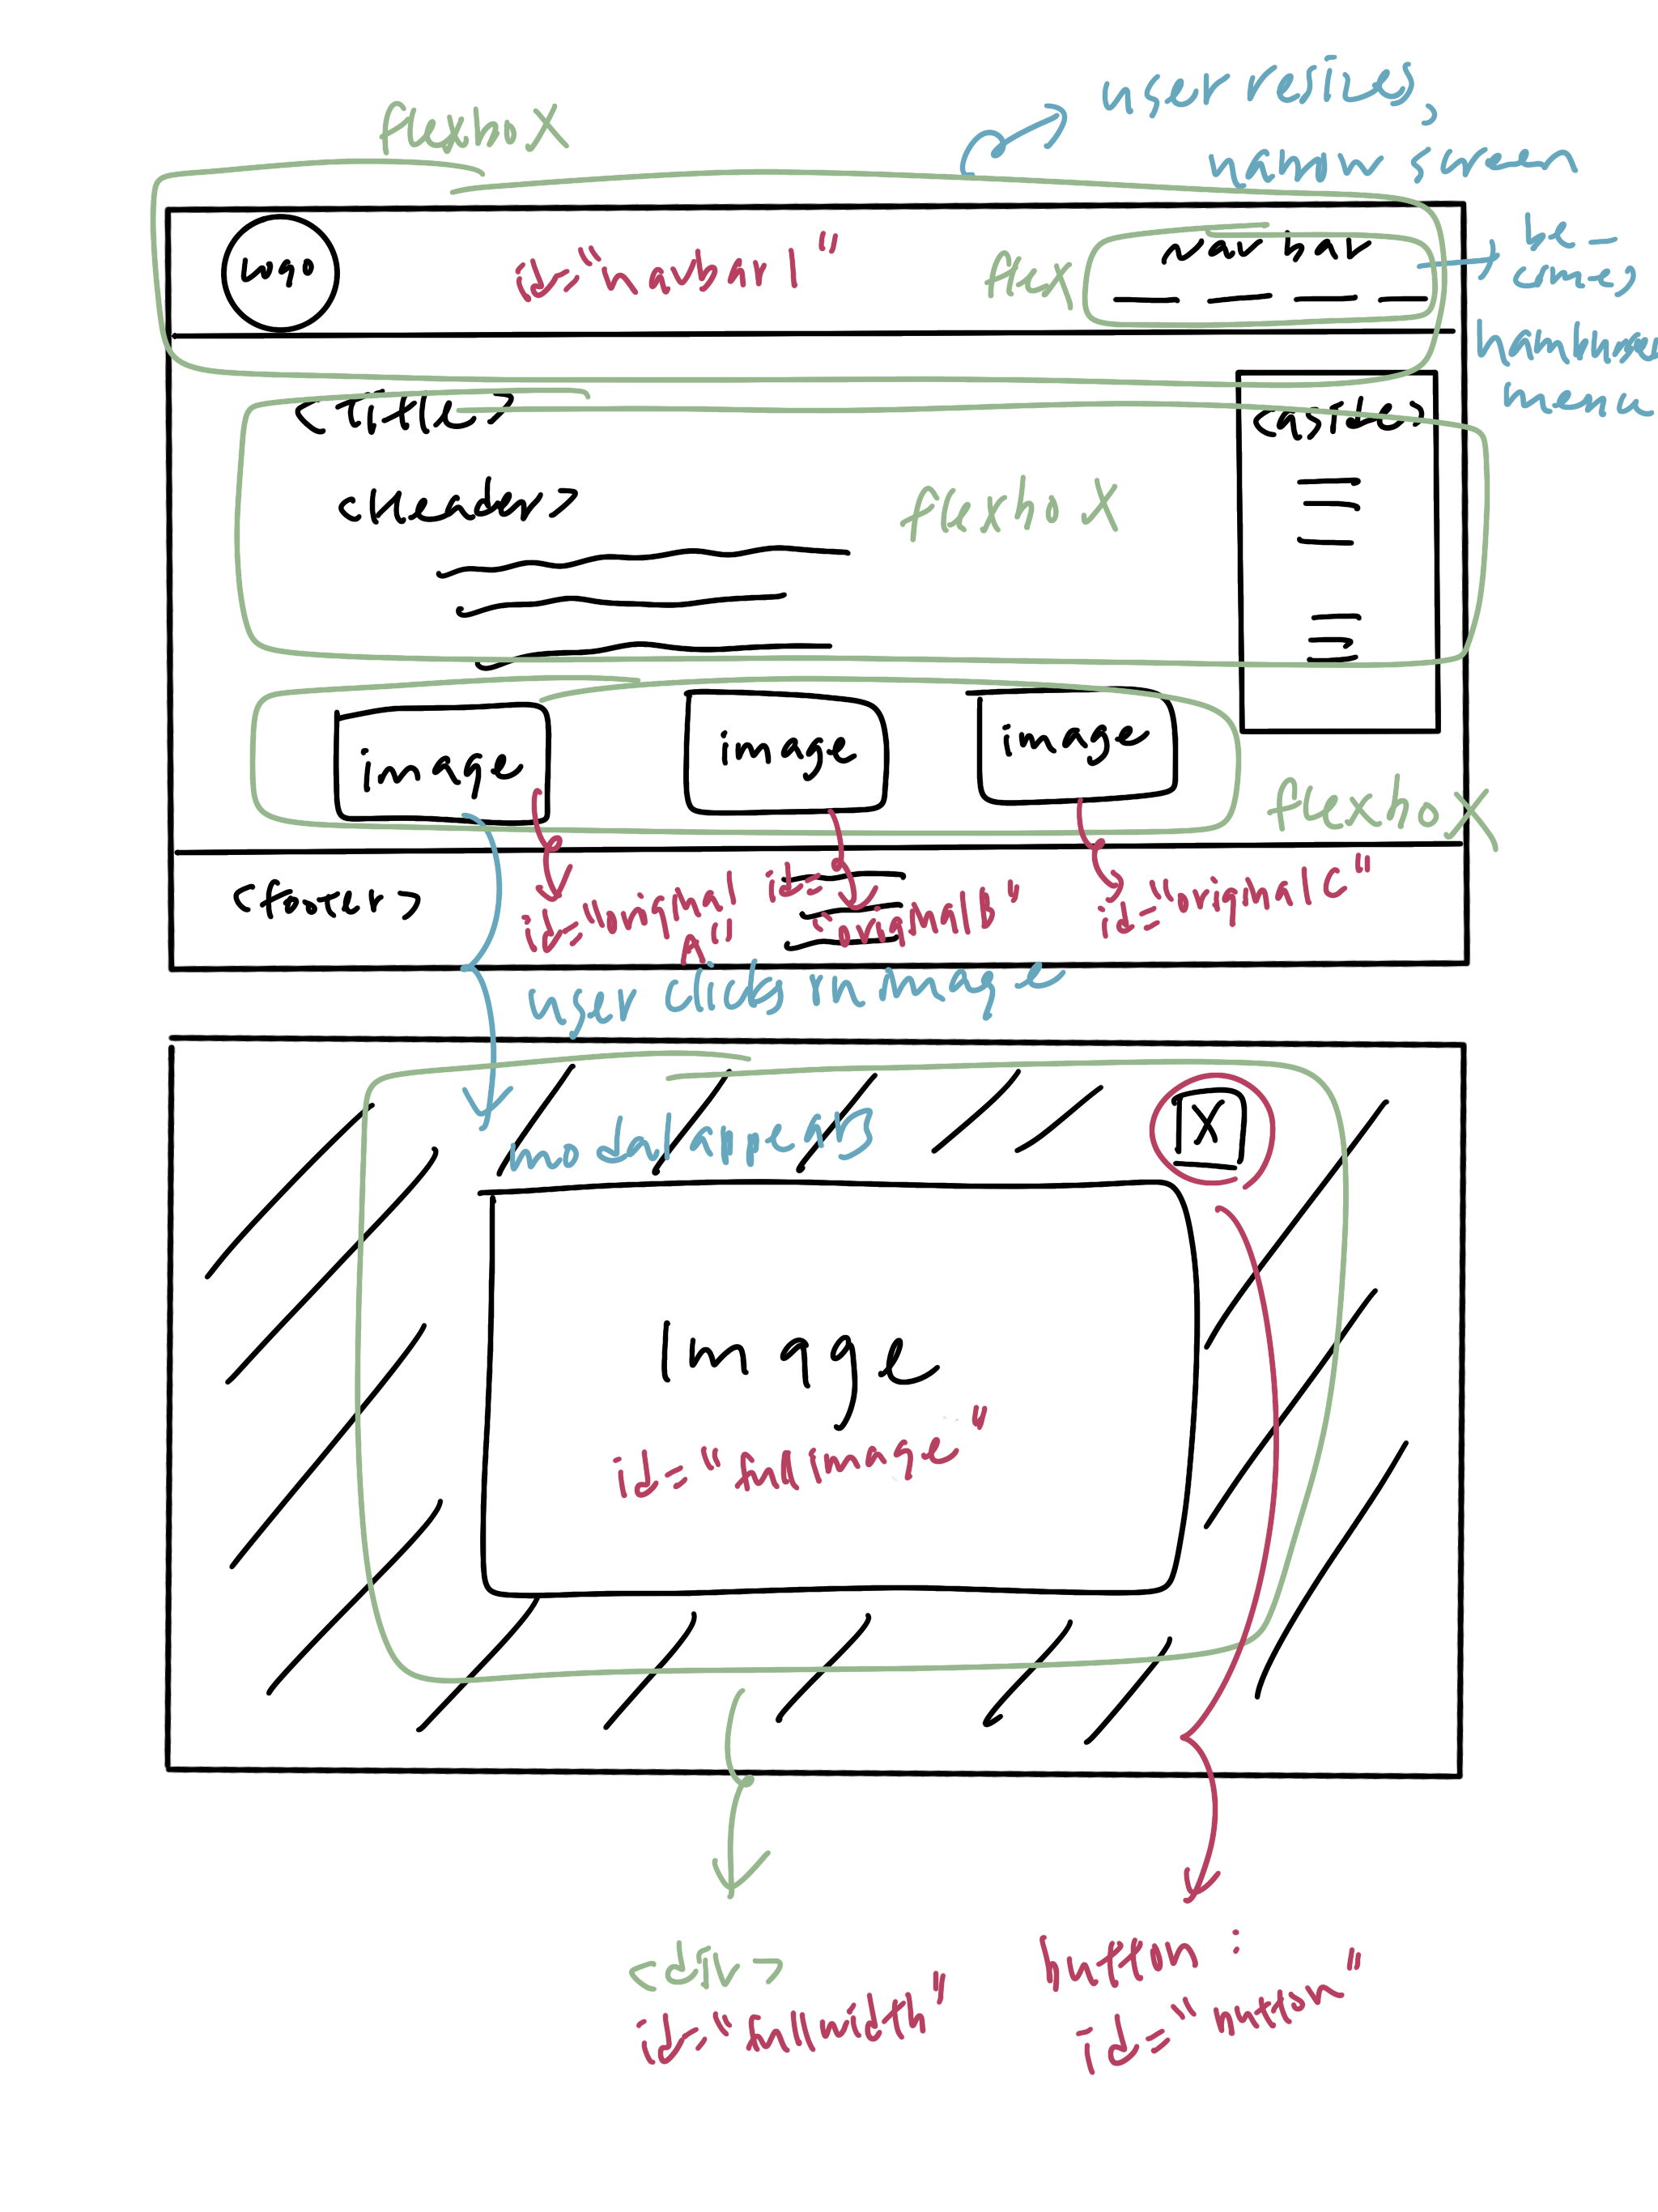 user resizes,
flexbox
narrow screen
be-
comes
hamburger
menu
logo
id="navbar1"
flex
nav bar
<Title>
<aside>
<Header>
flexbox
image
image
image
flexbox
<footer>
id="original
A"
id=
"originalB"
id="originalC"
user clicks on image
modal appears
X
Image
id="fullimage"
<div>
id="fullwidth"
button:
id="button"